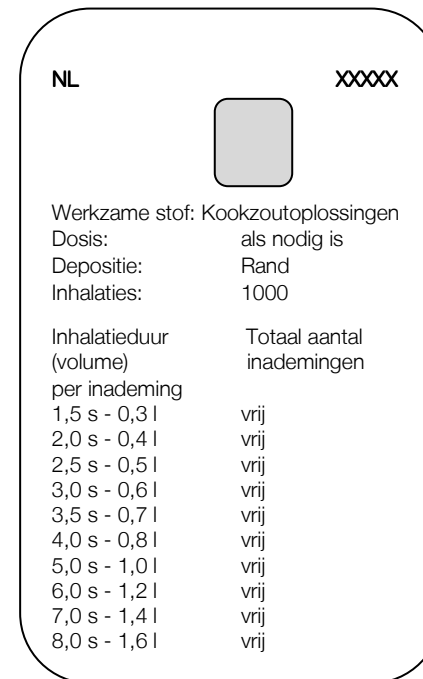 NL XXXXX
Werkzame stof: Kookzoutoplossingen
Dosis: als nodig is
Depositie: Rand
Inhalaties: 1000
Inhalatieduur Totaal aantal
(volume) inademingen
per inademing
1,5 s - 0,3 l vrij
2,0 s - 0,4 l vrij
2,5 s - 0,5 l vrij
3,0 s - 0,6 l vrij
3,5 s - 0,7 l vrij
4,0 s - 0,8 l vrij
5,0 s - 1,0 l vrij
6,0 s - 1,2 l vrij
7,0 s - 1,4 l vrij
8,0 s - 1,6 l vrij